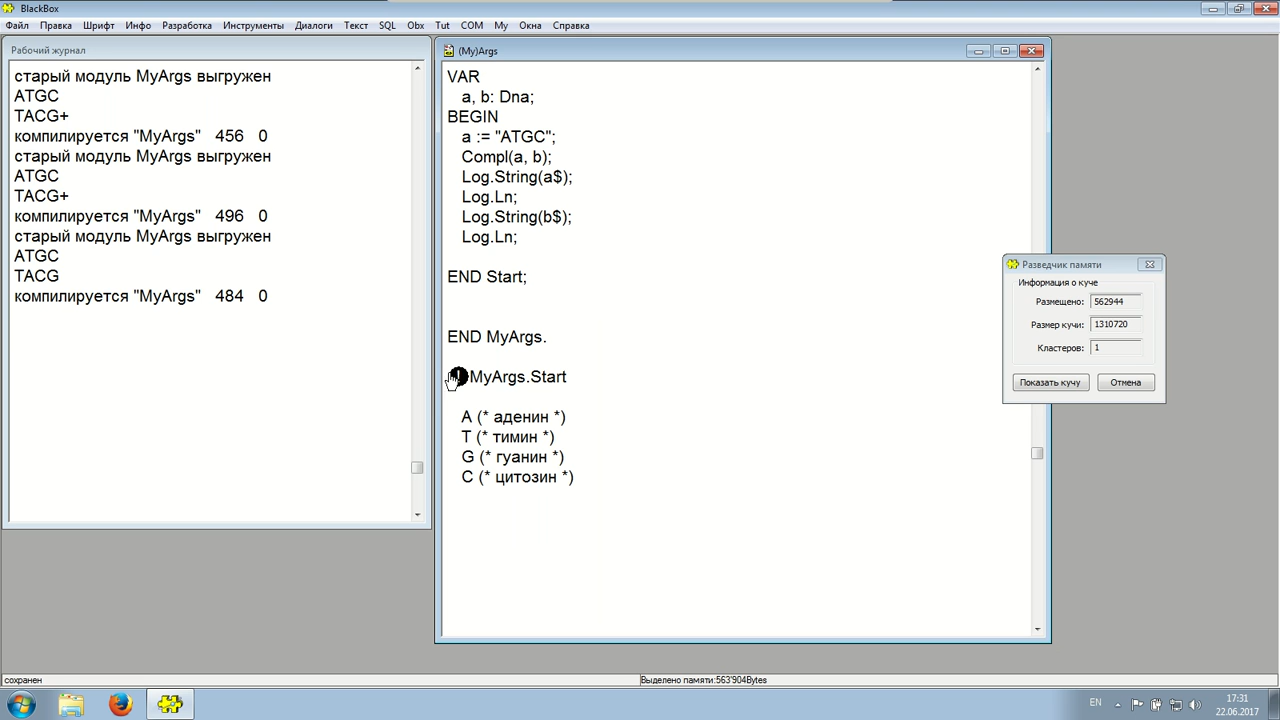 BlackBox
Файл Правка Шрифт Инфо Разработка Инструменты Диалоги Текст SQL Obx Tut COM My Окна Справка
Рабочий журнал
старый модуль MyArgs выгружен
ATGC
TACG+
компилируется "MyArgs" 456 0
старый модуль MyArgs выгружен
ATGC
TACG+
компилируется "MyArgs" 496 0
старый модуль MyArgs выгружен
ATGC
TACG
компилируется "MyArgs" 484 0
(My)Args
VAR
a, b: Dna;
BEGIN
a := "ATGC";
Compl(a, b);
Log.String(a$);
Log.Ln;
Log.String(b$);
Log.Ln;
END Start;
END MyArgs.
MyArgs.Start
A (* аденин *)
T (* тимин *)
G (* гуанин *)
C (* цитозин *)
Разведчик памяти
Информация о куче
Размещено: 562944
Размер кучи: 1310720
Кластеров: 1
Показать кучу Отмена
сохранен
Выделено памяти:563'904Bytes
EN
17:31
22.06.2017